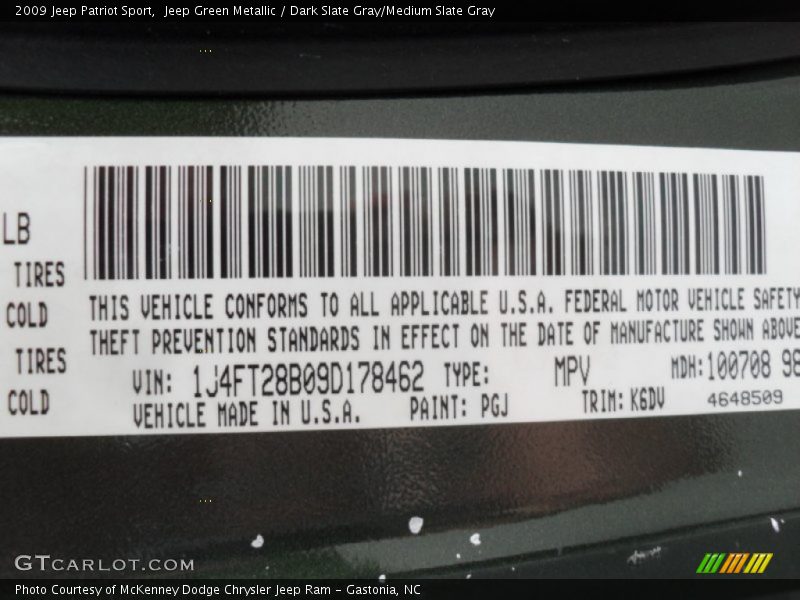 2009 Jeep Patriot Sport,  Jeep Green Metallic / Dark Slate Gray/Medium Slate Gray
LB
TIRES
COLD
THIS VEHICLE CONFORMS TO ALL APPLICABLE U.S.A. FEDERAL MOTOR VEHICLE SAFETY
THEFT PREVENTION STANDARDS IN EFFECT ON THE DATE OF MANUFACTURE SHOWN ABOVE
TIRES
VIN: 1J4FT28B09D178462 TYPE: MPV MDH:100708 98
COLD
VEHICLE MADE IN U.S.A. PAINT: PGJ TRIM: K6DV 4648509
GTCARLOT.COM
Photo Courtesy of McKenney Dodge Chrysler Jeep Ram - Gastonia, NC